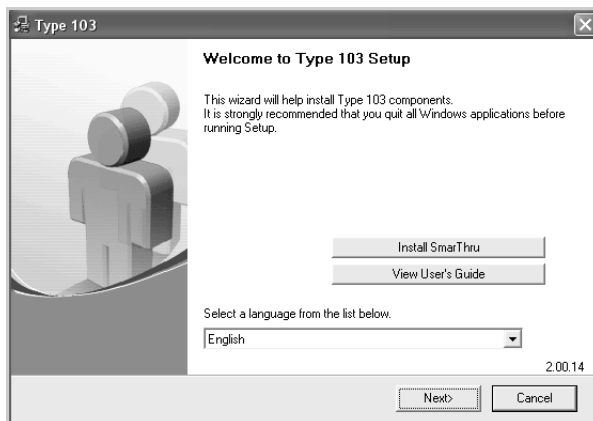 Type 103
Welcome to Type 103 Setup
This wizard will help install Type 103 components.
It is strongly recommended that you quit all Windows applications before
running Setup.
Install SmarThru
View User's Guide
Select a language from the list below.
English
2.00.14
Next>
Cancel